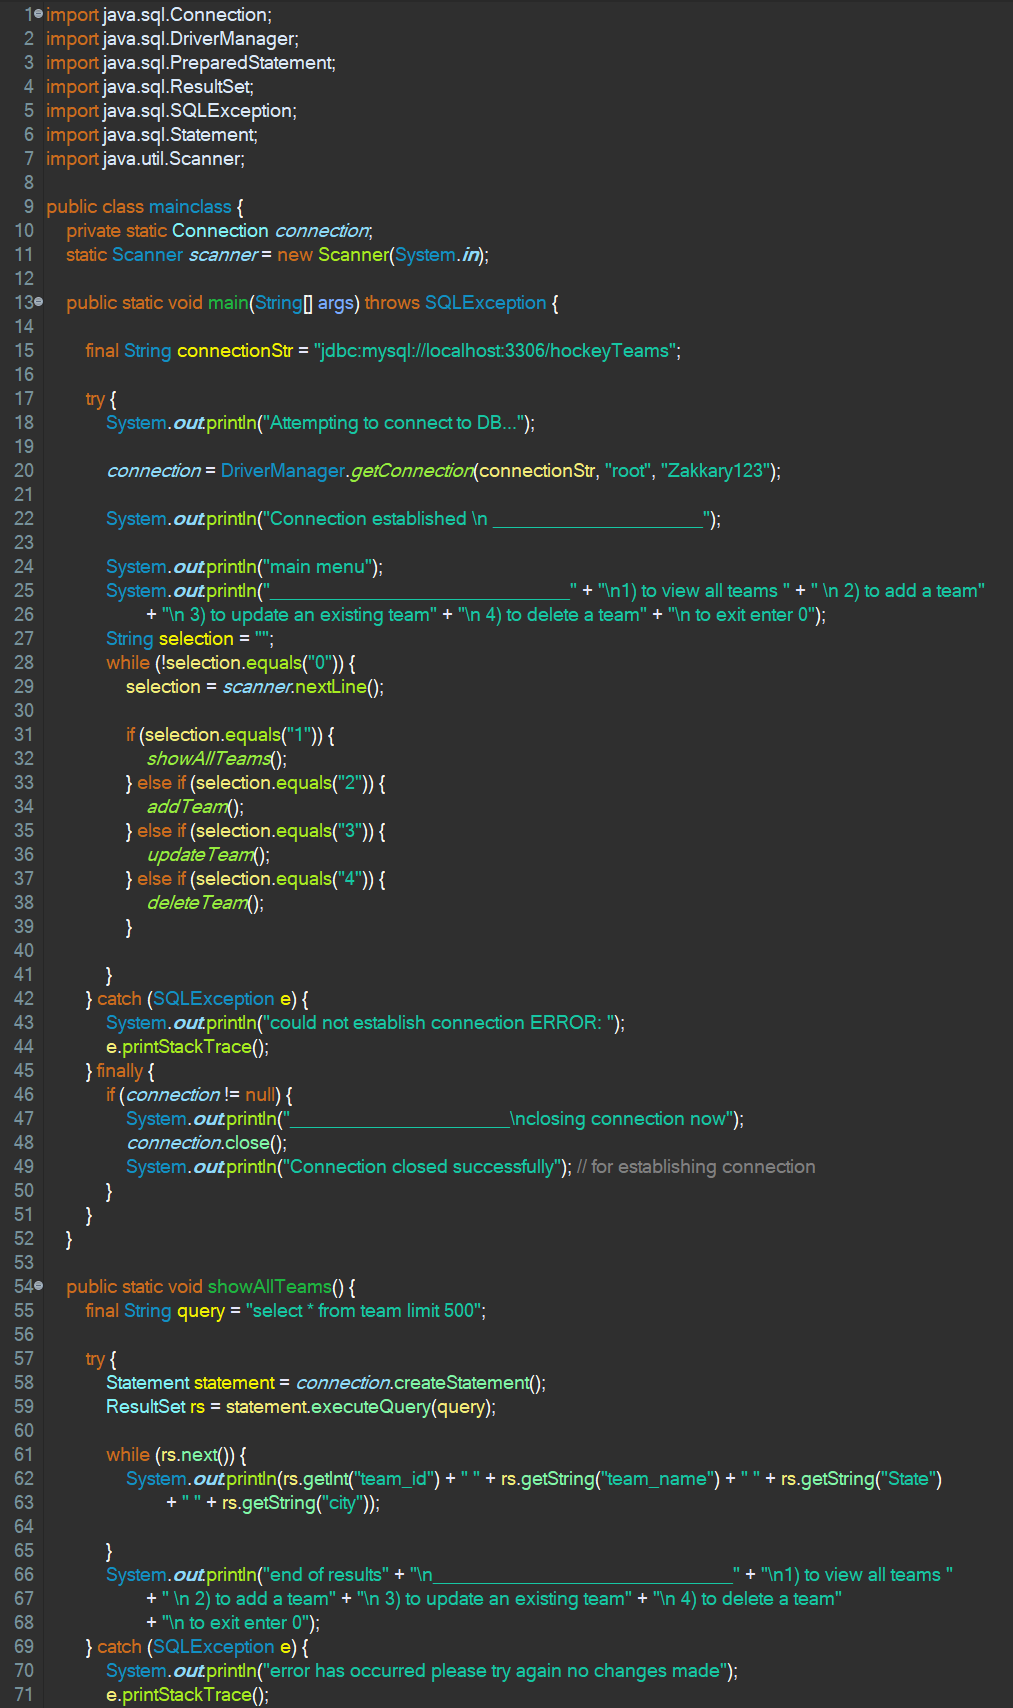 1 import java.sql.Connection;
2 import java.sql.DriverManager;
3 import java.sql.PreparedStatement;
4 import java.sql.ResultSet;
5 import java.sql.SQLException;
6 import java.sql.Statement;
7 import java.util.Scanner;
8
9 public class mainclass {
10 private static Connection connection;
11 static Scanner scanner = new Scanner(System.in);
12
13 public static void main(String[] args) throws SQLException {
14
15 final String connectionStr = "jdbc:mysql://localhost:3306/hockeyTeams";
16
17 try {
18 System.out.println("Attempting to connect to DB...");
19
20 connection = DriverManager.getConnection(connectionStr, "root", "Zakkary123");
21
22 System.out.println("Connection established \n _____________________");
23
24 System.out.println("main menu");
25 System.out.println("______________________________" + "\n1) to view all teams " + " \n 2) to add a team"
26 + "\n 3) to update an existing team" + "\n 4) to delete a team" + "\n to exit enter 0");
27 String selection = "";
28 while (!selection.equals("0")) {
29 selection = scanner.nextLine();
30
31 if (selection.equals("1")) {
32 showAllTeams();
33 } else if (selection.equals("2")) {
34 addTeam();
35 } else if (selection.equals("3")) {
36 updateTeam();
37 } else if (selection.equals("4")) {
38 deleteTeam();
39 }
40
41 }
42 } catch (SQLException e) {
43 System.out.println("could not establish connection ERROR: ");
44 e.printStackTrace();
45 } finally {
46 if (connection != null) {
47 System.out.println("______________________\nclosing connection now");
48 connection.close();
49 System.out.println("Connection closed successfully"); // for establishing connection
50 }
51 }
52 }
53
54 public static void showAllTeams() {
55 final String query = "select * from team limit 500";
56
57 try {
58 Statement statement = connection.createStatement();
59 ResultSet rs = statement.executeQuery(query);
60
61 while (rs.next()) {
62 System.out.println(rs.getInt("team_id") + " " + rs.getString("team_name") + " " + rs.getString("State")
63 + " " + rs.getString("city"));
64
65 }
66 System.out.println("end of results" + "\n______________________________" + "\n1) to view all teams "
67 + " \n 2) to add a team" + "\n 3) to update an existing team" + "\n 4) to delete a team"
68 + "\n to exit enter 0");
69 } catch (SQLException e) {
70 System.out.println("error has occurred please try again no changes made");
71 e.printStackTrace();